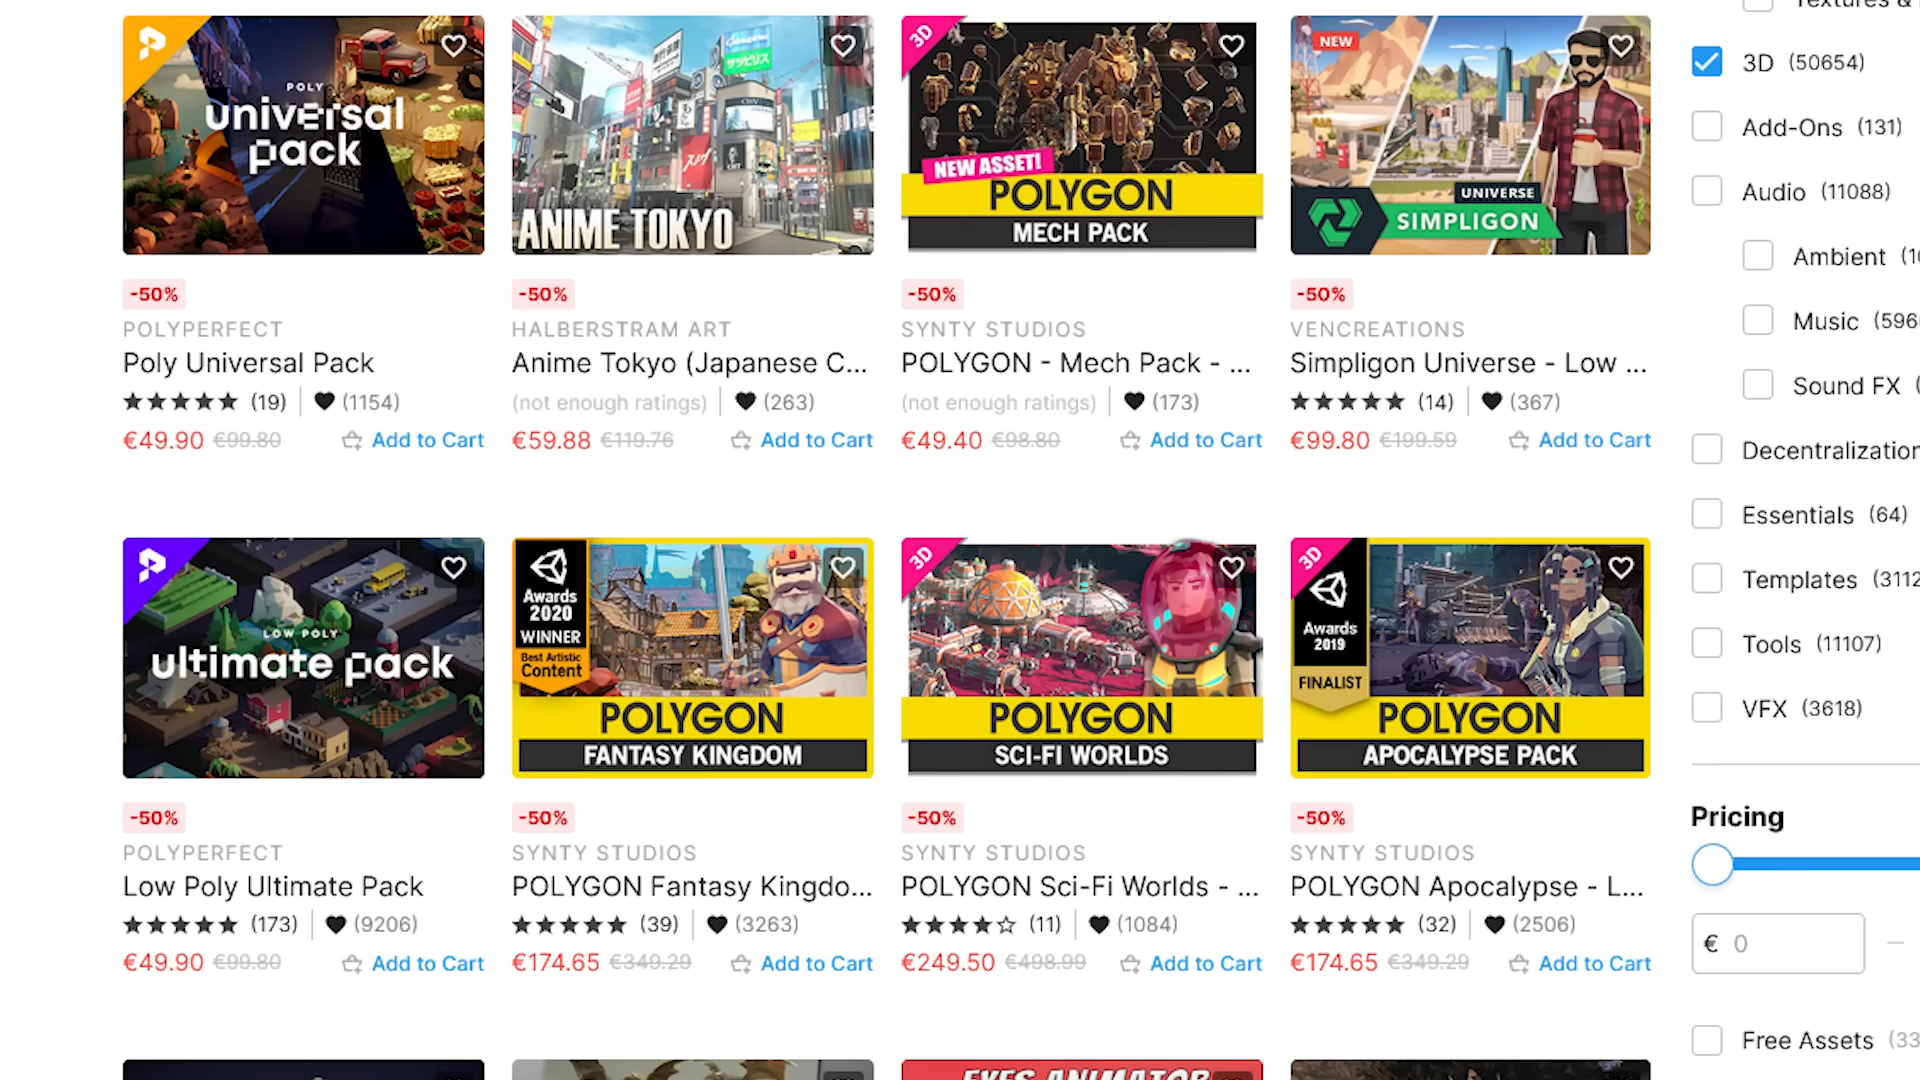 POLY
universal
pack
ANIME TOKYO
3D
NEW ASSET!
POLYGON
MECH PACK
NEW
UNIVERSE
SIMPLIGON
-50%
-50%
-50%
-50%
POLYPERFECT
HALBERSTRAM ART
SYNTY STUDIOS
VENCREATIONS
Poly Universal Pack
Anime Tokyo (Japanese C...
POLYGON - Mech Pack - ...
Simpligon Universe - Low ...
(19) (1154)
(not enough ratings) (263)
(not enough ratings) (173)
(14) (367)
€49.90 €99.80 Add to Cart
€59.88 €119.76 Add to Cart
€49.40 €98.80 Add to Cart
€99.80 €199.59 Add to Cart
LOW POLY
ultimate pack
Awards
2020
WINNER
Best Artistic
Content
POLYGON
FANTASY KINGDOM
3D
POLYGON
SCI-FI WORLDS
3D
Awards
2019
FINALIST
POLYGON
APOCALYPSE PACK
-50%
-50%
-50%
-50%
POLYPERFECT
SYNTY STUDIOS
SYNTY STUDIOS
SYNTY STUDIOS
Low Poly Ultimate Pack
POLYGON Fantasy Kingdo...
POLYGON Sci-Fi Worlds - ...
POLYGON Apocalypse - L...
(173) (9206)
(39) (3263)
(11) (1084)
(32) (2506)
€49.90 €99.80 Add to Cart
€174.65 €349.29 Add to Cart
€249.50 €498.99 Add to Cart
€174.65 €349.29 Add to Cart
Textures &
3D (50654)
Add-Ons (131)
Audio (11088)
Ambient (10
Music (596
Sound FX (
Decentralization
Essentials (64)
Templates (3112
Tools (11107)
VFX (3618)
Pricing
€ 0 —
Free Assets (33